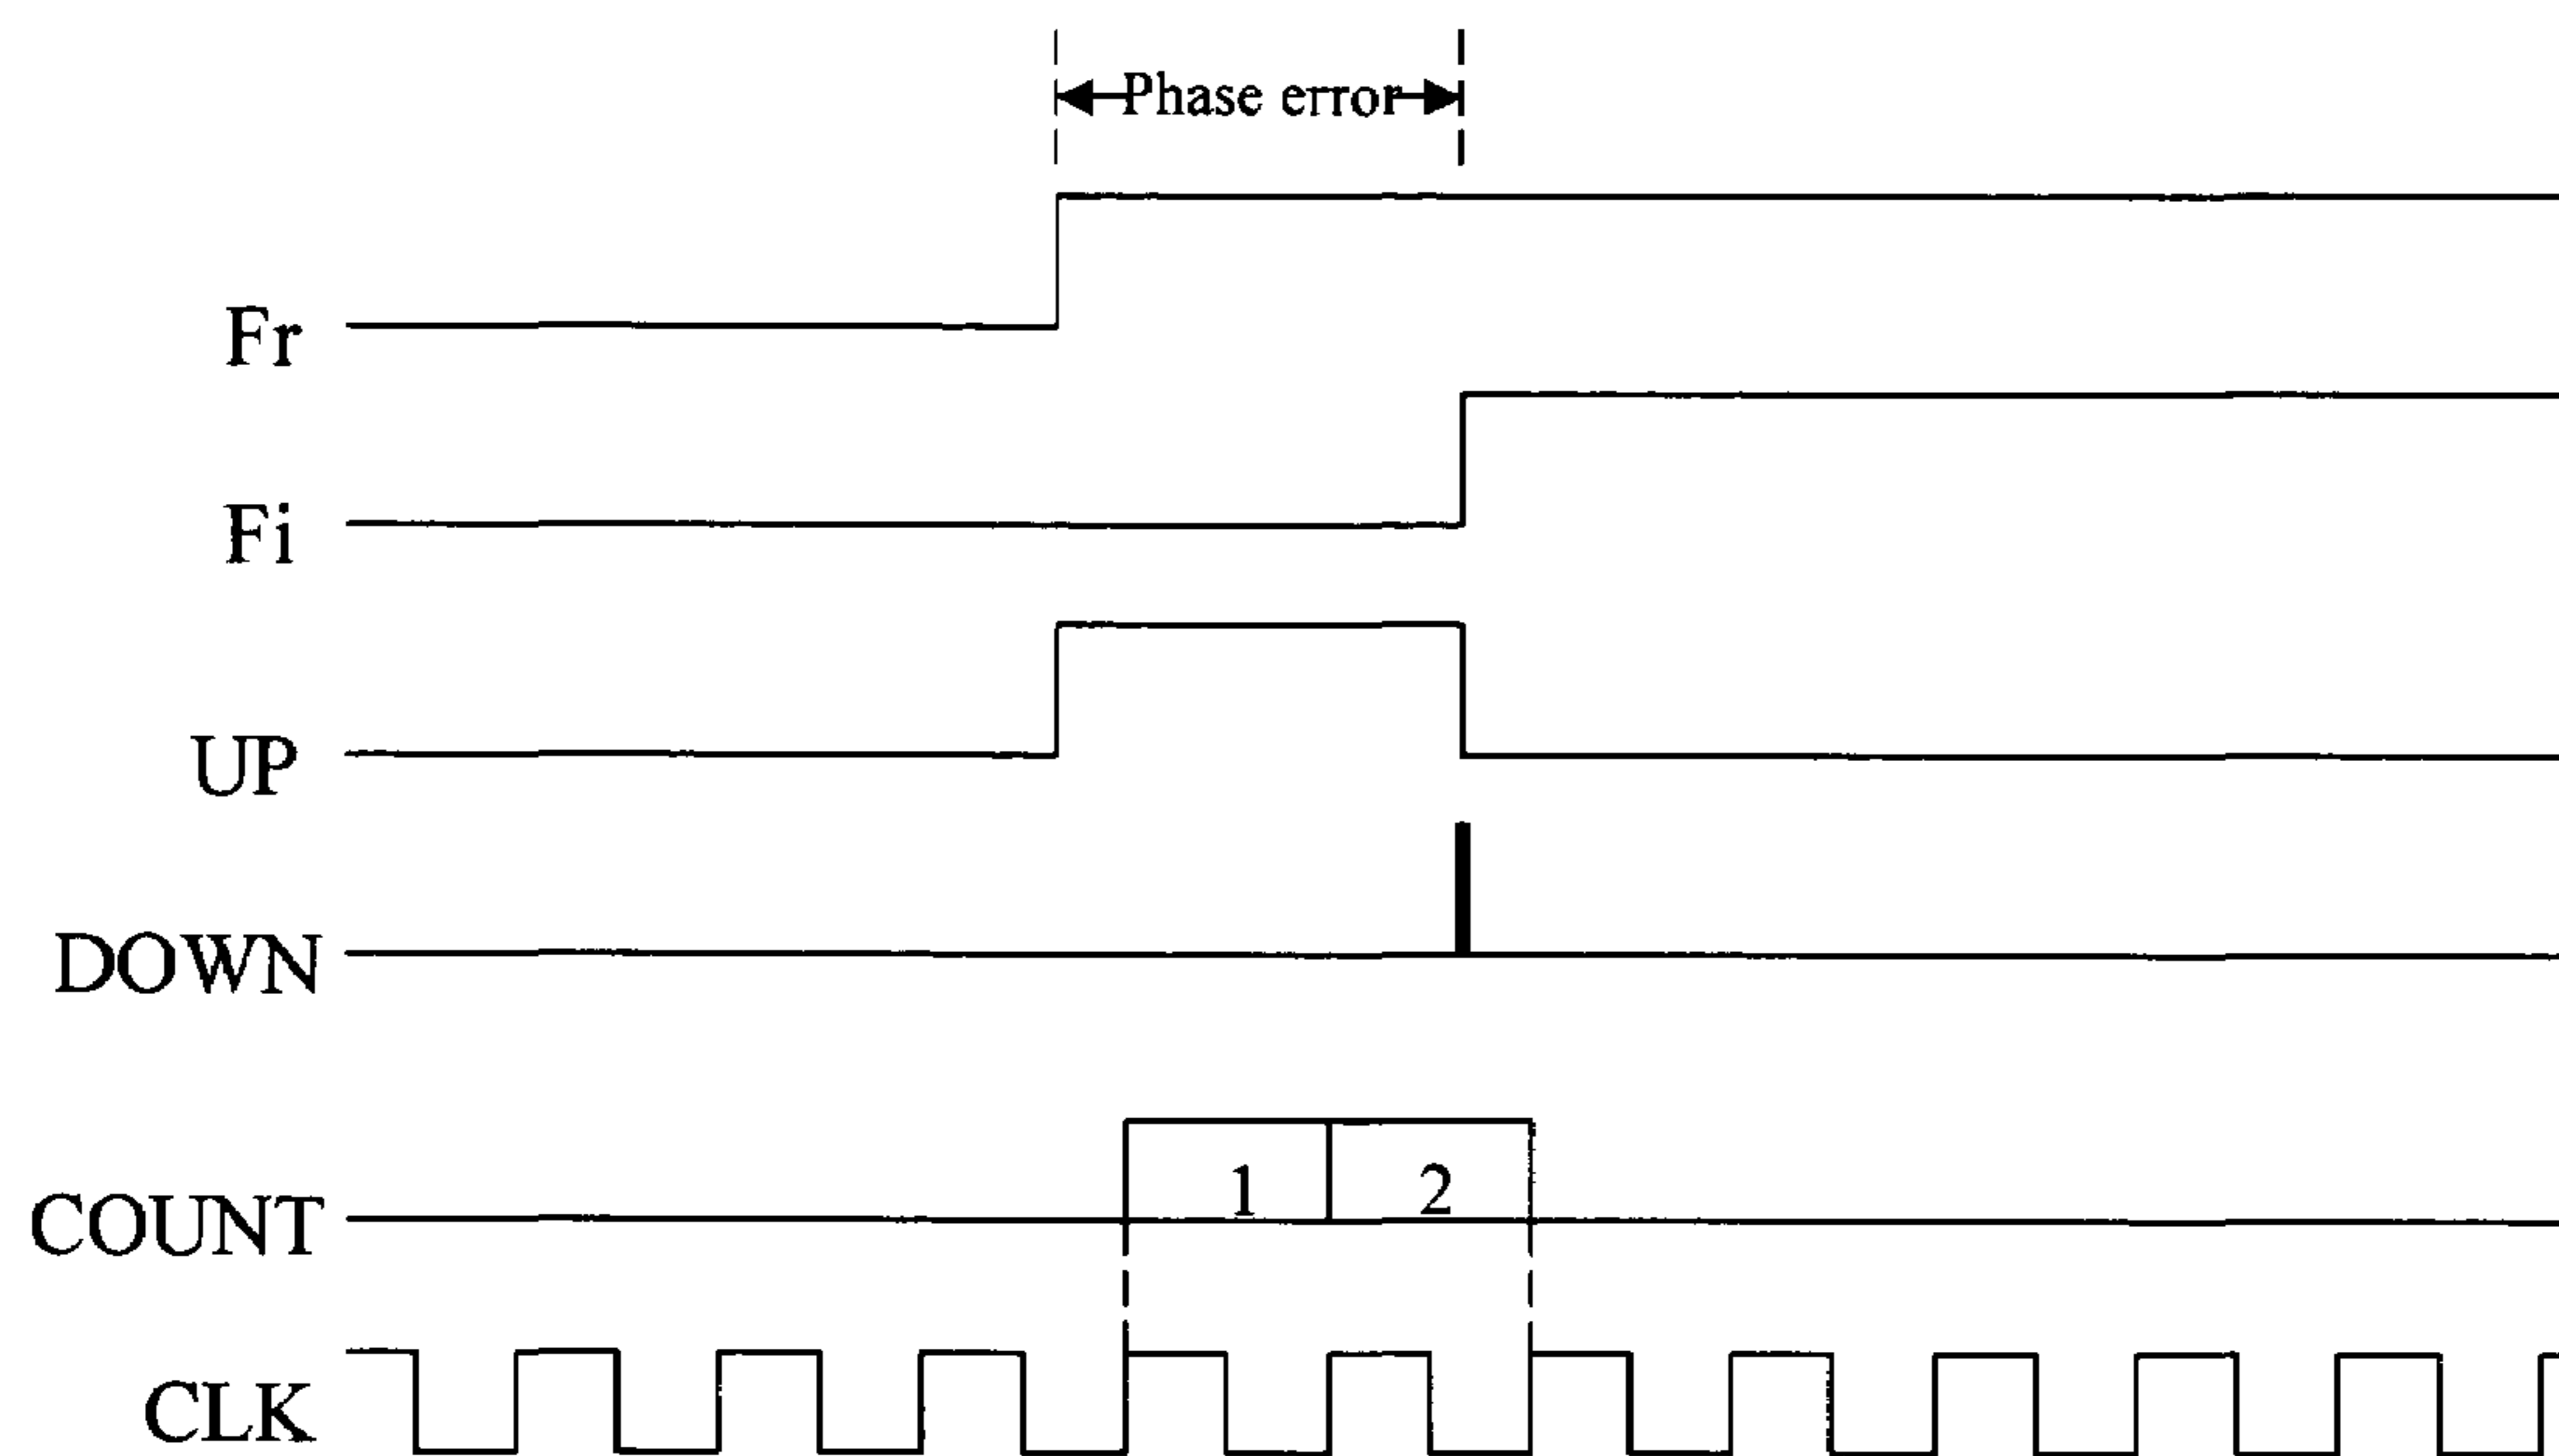 Phase error
Fr
Fi
UP
DOWN
COUNT 1 2
CLK